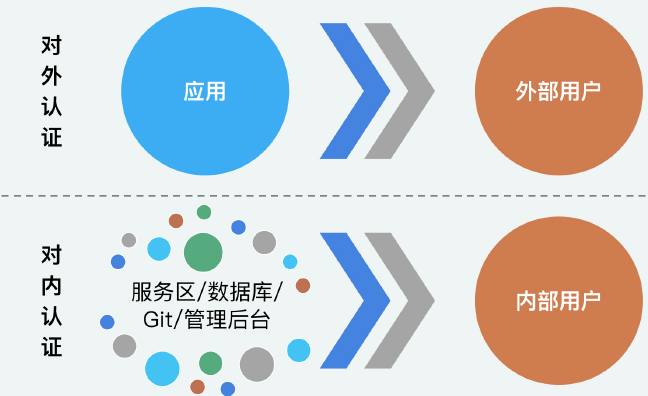 对外认证
应用
外部用户
对内认证
服务区/数据库/
Git/管理后台
内部用户